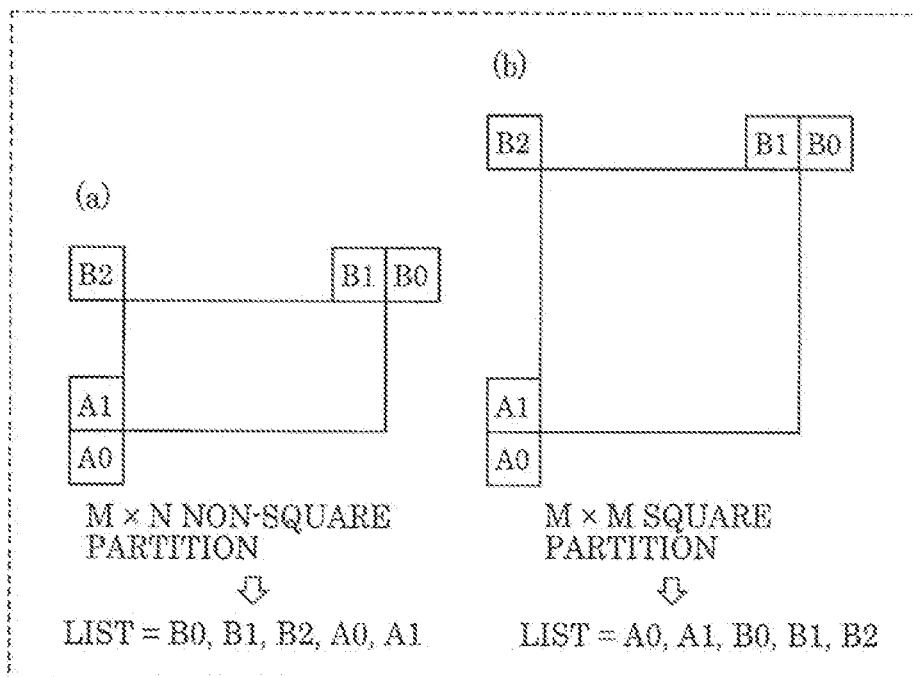 (a)
B2
B1 B0
A1
A0
M × N NON-SQUARE
PARTITION
LIST = B0, B1, B2, A0, A1
(b)
B2
B1 B0
A1
A0
M × M SQUARE
PARTITION
LIST = A0, A1, B0, B1, B2